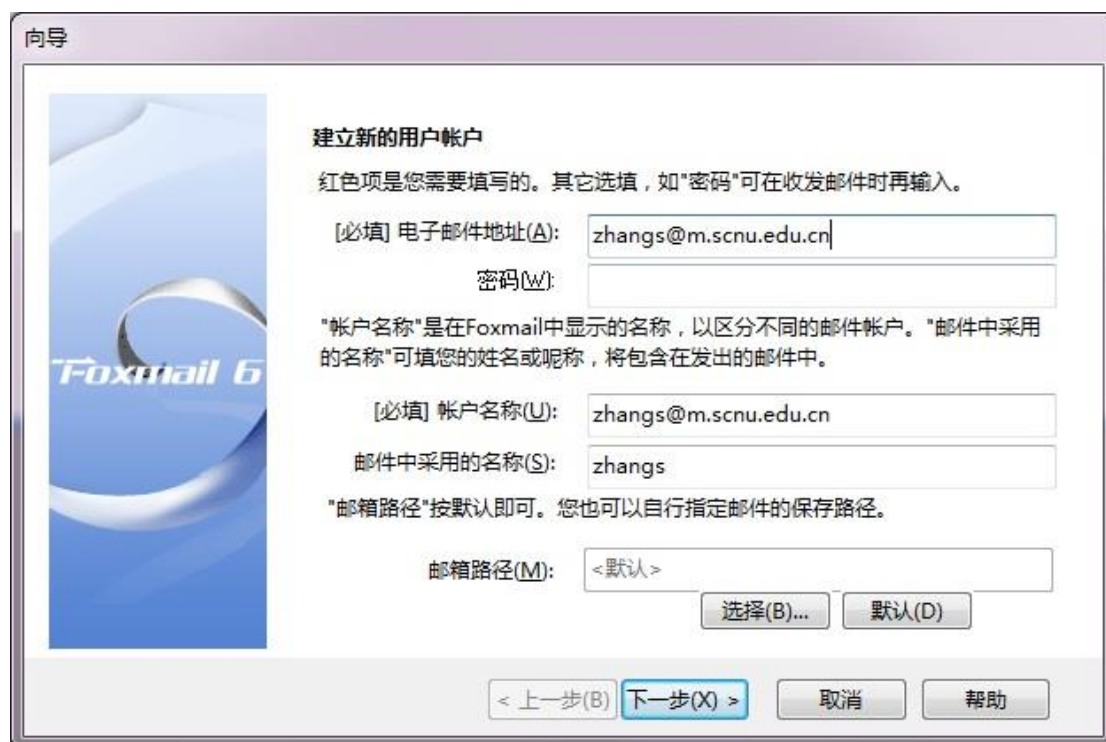 向导
建立新的用户帐户
红色项是您需要填写的。其它选填，如"密码"可在收发邮件时再输入。
[必填] 电子邮件地址(A): zhangs@m.scnu.edu.cn
密码(W):
"帐户名称"是在Foxmail中显示的名称，以区分不同的邮件帐户。"邮件中采用
的名称"可填您的姓名或呢称，将包含在发出的邮件中。
Foxmail 6
[必填] 帐户名称(U): zhangs@m.scnu.edu.cn
邮件中采用的名称(S): zhangs
"邮箱路径"按默认即可。您也可以自行指定邮件的保存路径。
邮箱路径(M): <默认>
选择(B)... 默认(D)
< 上一步(B) 下一步(X) > 取消 帮助